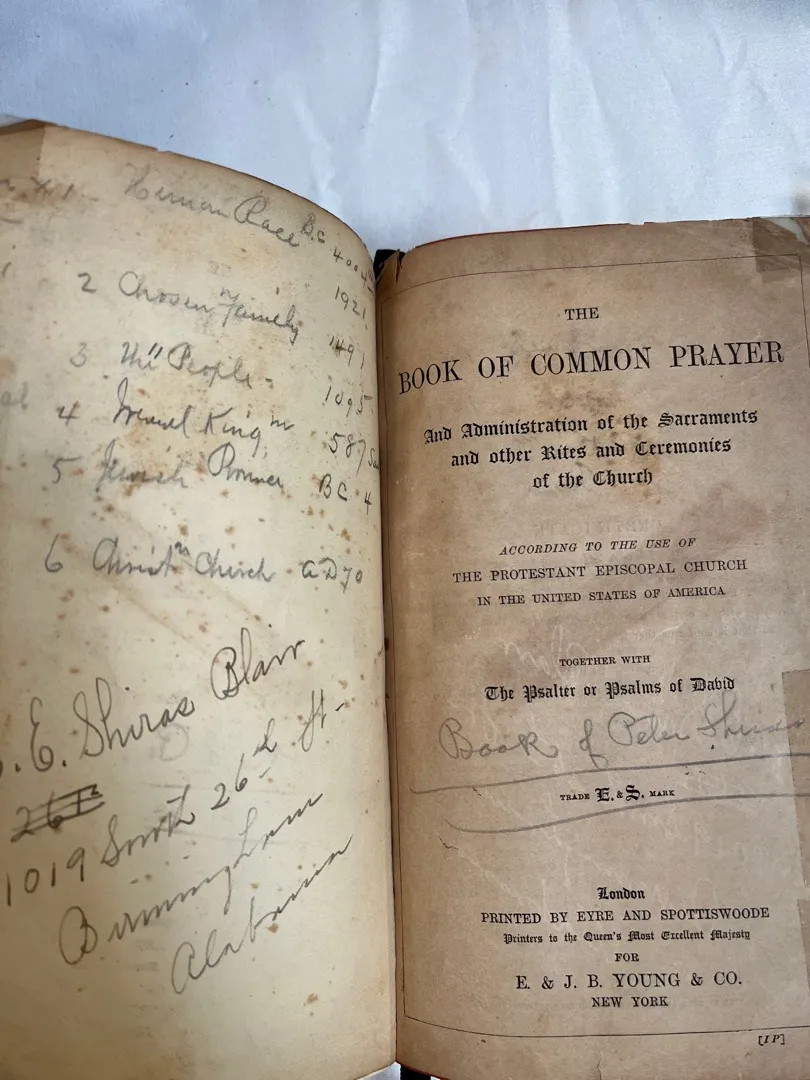 1 - Human Race B.C. 4004
2 Chosen Family 1921
3 People - 1491
4 King 1095
5 Jewish 587
BC 4
6 Christn Church AD 70
E. Shiras Blair
1019 South 26th St-
Birmingham
Alabama
THE
BOOK OF COMMON PRAYER
And Administration of the Sacraments
and other Rites and Ceremonies
of the Church
ACCORDING TO THE USE OF
THE PROTESTANT EPISCOPAL CHURCH
IN THE UNITED STATES OF AMERICA
TOGETHER WITH
The Psalter or Psalms of David
Book of Peter Shiras
TRADE E. & S. MARK
London
PRINTED BY EYRE AND SPOTTISWOODE
Printers to the Queen's Most Excellent Majesty
FOR
E. & J. B. YOUNG & CO.
NEW YORK
[IP]